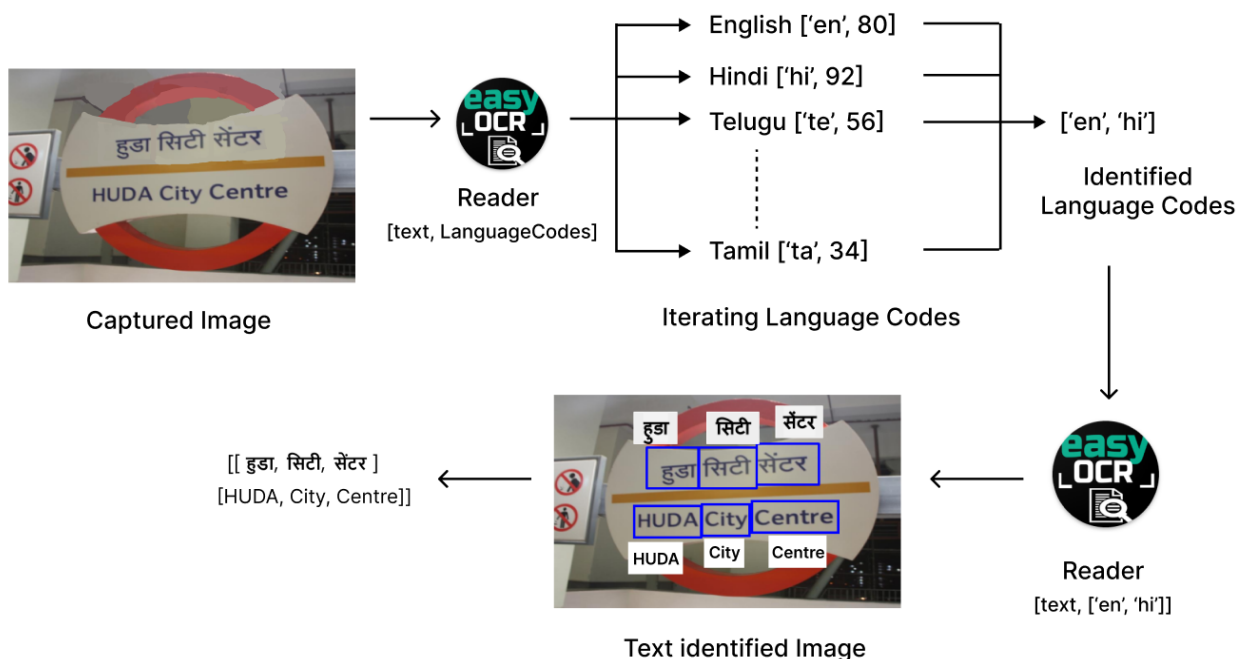 English [‘en’, 80]
Hindi [‘hi’, 92]
Telugu [‘te’, 56]
Tamil [‘ta’, 34]
Iterating Language Codes
हुडा सिटी सेंटर
HUDA City Centre
Captured Image
easy
OCR
Reader
[text, LanguageCodes]
[‘en’, ‘hi’]
Identified
Language Codes
easy
OCR
Reader
[text, [‘en’, ‘hi’]]
हुडा सिटी सेंटर
हुडा सिटी सेंटर
HUDA City Centre
HUDA City Centre
Text identified Image
[[ हुडा, सिटी, सेंटर ]
[HUDA, City, Centre]]